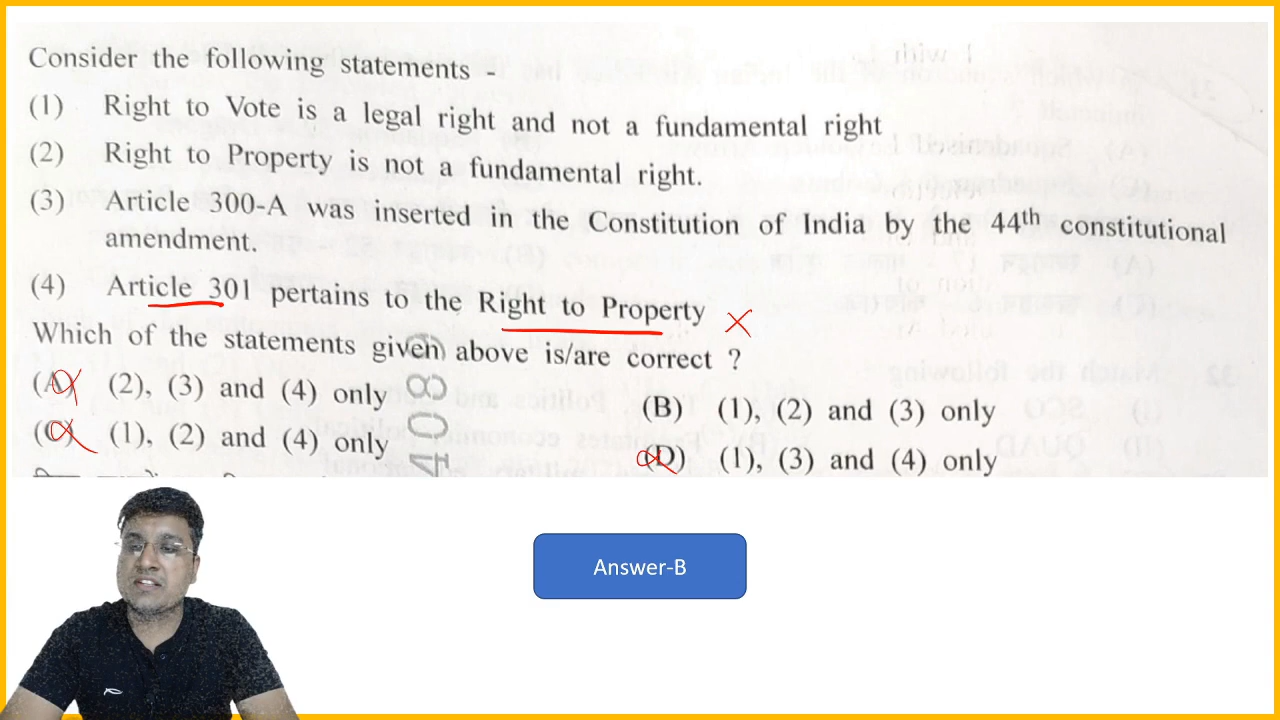 Consider the following statements -
(1) Right to Vote is a legal right and not a fundamental right
(2) Right to Property is not a fundamental right.
(3) Article 300-A was inserted in the Constitution of India by the 44th constitutional
amendment.
(4) Article 301 pertains to the Right to Property
Which of the statements given above is/are correct ?
(A) (2), (3) and (4) only
(B) (1), (2) and (3) only
(C) (1), (2) and (4) only
(D) (1), (3) and (4) only
Answer-B